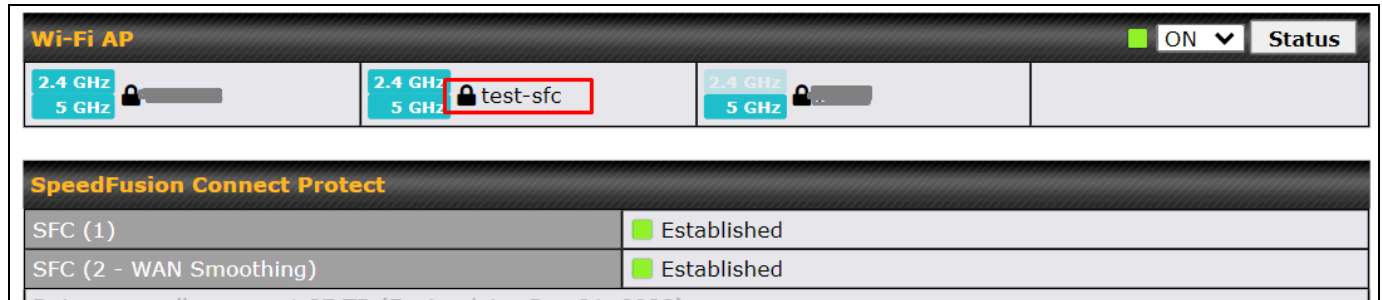 Wi-Fi AP
ON Status
2.4 GHz
5 GHz
2.4 GHz
5 GHz
test-sfc
2.4 GHz
5 GHz
SpeedFusion Connect Protect
SFC (1) Established
SFC (2 - WAN Smoothing) Established